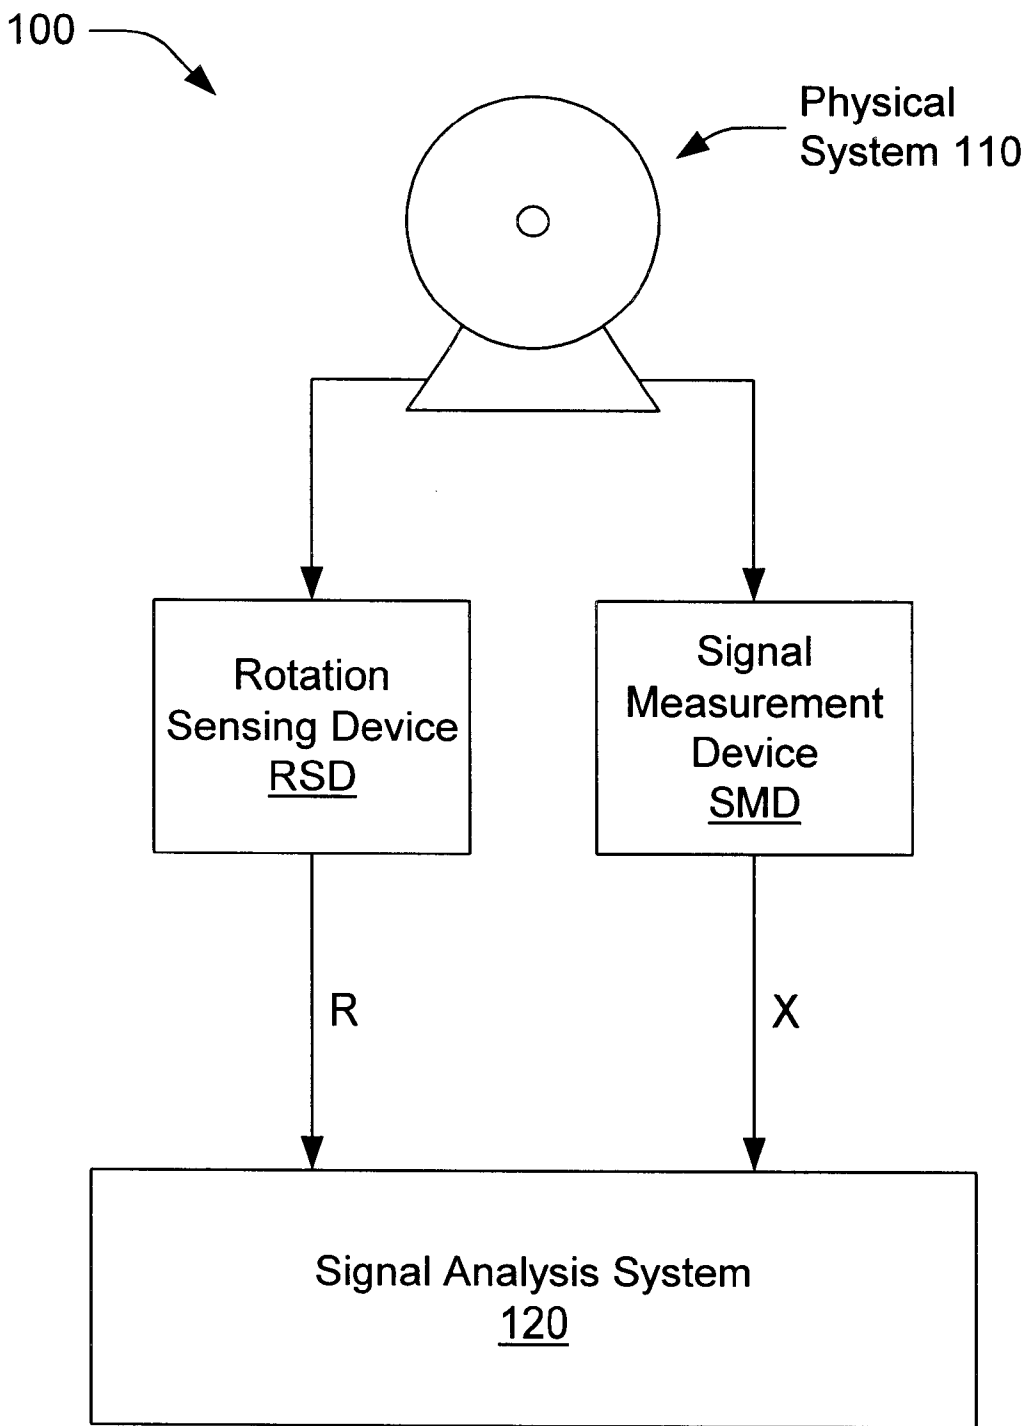 100
Physical
System 110
Rotation
Sensing Device
RSD
Signal
Measurement
Device
SMD
R
X
Signal Analysis System
120